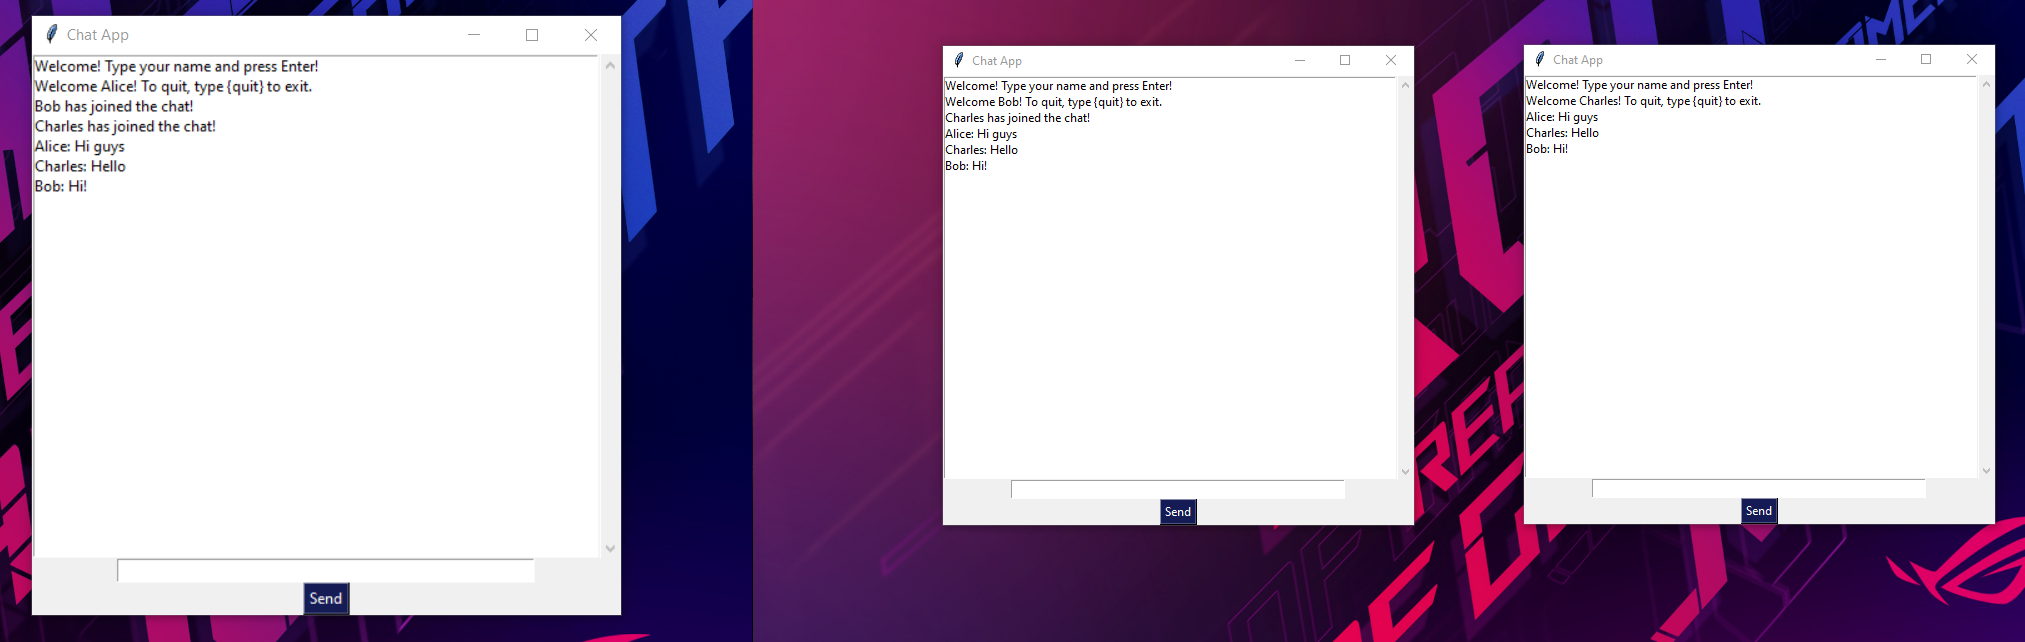 Chat App
Welcome! Type your name and press Enter!
Welcome Alice! To quit, type {quit} to exit.
Bob has joined the chat!
Charles has joined the chat!
Alice: Hi guys
Charles: Hello
Bob: Hi!
Send
Chat App
Welcome! Type your name and press Enter!
Welcome Bob! To quit, type {quit} to exit.
Charles has joined the chat!
Alice: Hi guys
Charles: Hello
Bob: Hi!
Send
Chat App
Welcome! Type your name and press Enter!
Welcome Charles! To quit, type {quit} to exit.
Alice: Hi guys
Charles: Hello
Bob: Hi!
Send